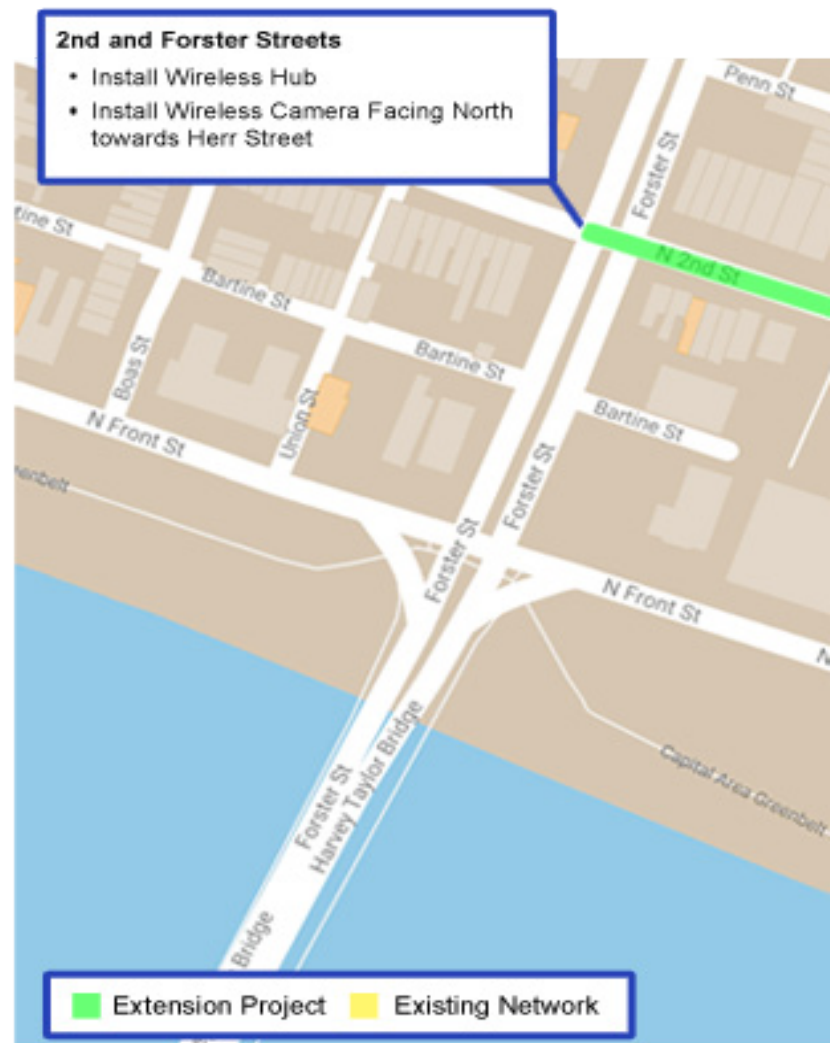 2nd and Forster Streets
• Install Wireless Hub
• Install Wireless Camera Facing North
towards Herr Street
Penn St
Forster St
tine St
N 2nd St
Bartine St
Boas St
Bartine St
Union St
Bartine St
N Front St
Forster St
eenbelt
Forster St
N Front St
N
Capital Area Greenbelt
Forster St
Harvey Taylor Bridge
Bridge
Extension Project
Existing Network